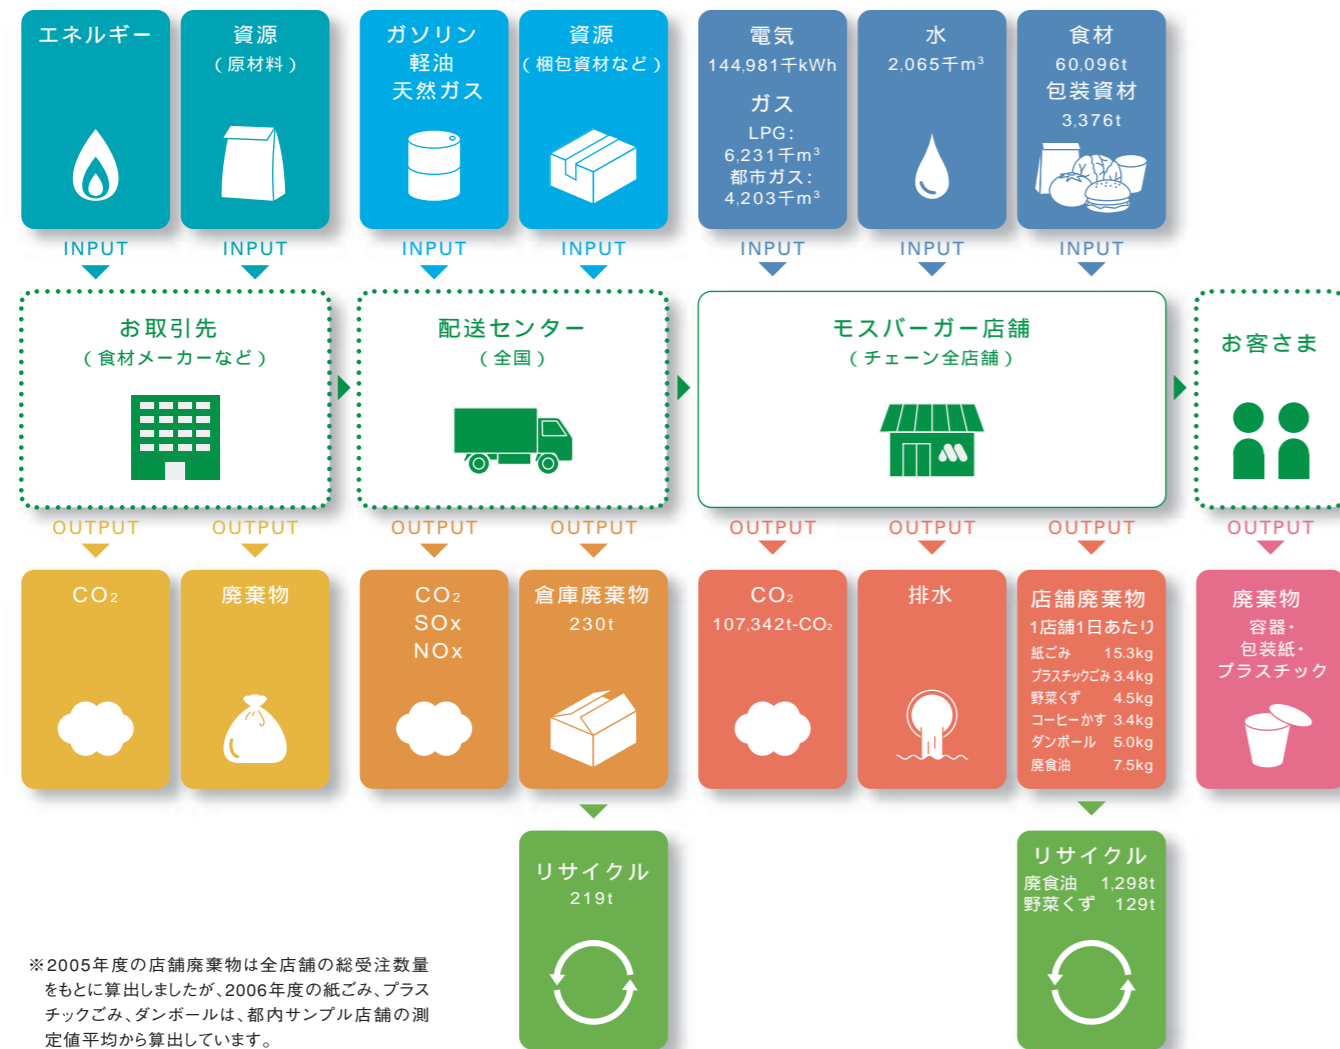 エネルギー
資源
(原材料)
ガソリン
軽油
天然ガス
資源
(梱包資材など)
電気
144,981千kWh
ガス
LPG:
6,231千m³
都市ガス:
4,203千m³
水
2,065千m³
食材
60,096t
包装資材
3,376t
INPUT
INPUT
INPUT
INPUT
INPUT
INPUT
INPUT
お取引先
(食材メーカーなど)
配送センター
(全国)
モスバーガー店舗
(チェーン全店舗)
お客さま
OUTPUT
OUTPUT
OUTPUT
OUTPUT
OUTPUT
OUTPUT
OUTPUT
OUTPUT
CO₂
廃棄物
CO₂
SOx
NOx
倉庫廃棄物
230t
CO₂
107,342t-CO₂
排水
店舗廃棄物
1店舗1日あたり
紙ごみ 15.3kg
プラスチックごみ 3.4kg
野菜くず 4.5kg
コーヒーかす 3.4kg
ダンボール 5.0kg
廃食油 7.5kg
廃棄物
容器・
包装紙・
プラスチック
リサイクル
219t
リサイクル
廃食油 1,298t
野菜くず 129t
※2005年度の店舗廃棄物は全店舗の総受注数量
をもとに算出しましたが、2006年度の紙ごみ、プラス
チックごみ、ダンボールは、都内サンプル店舗の測
定値平均から算出しています。